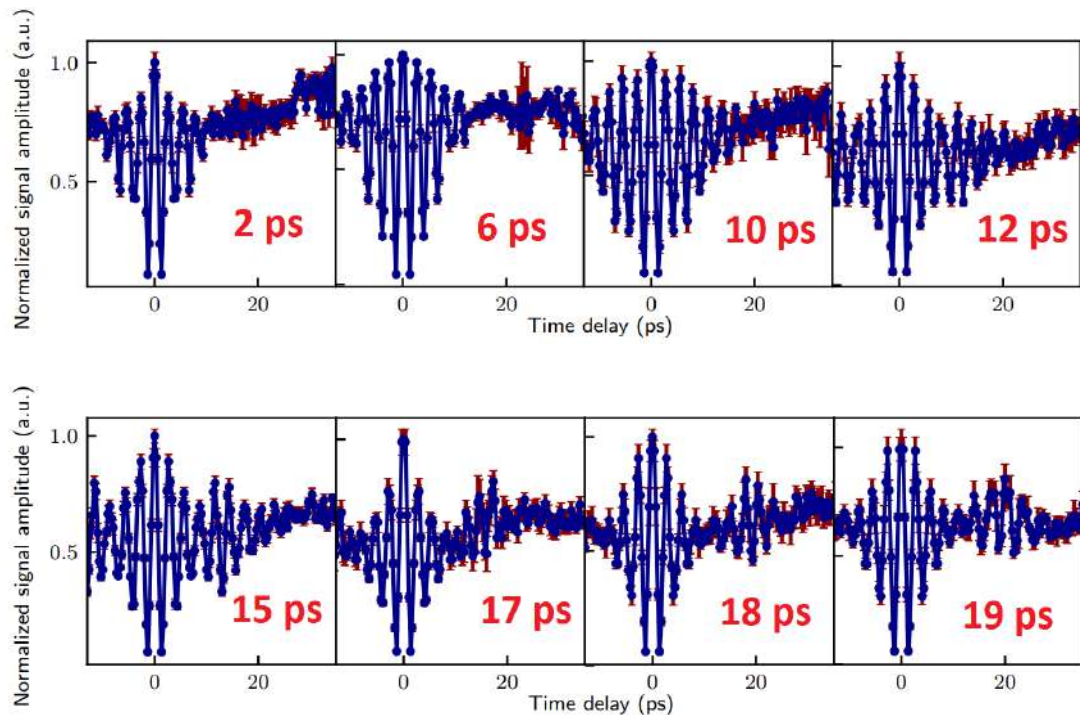 Normalized signal amplitude (a.u.)
1.0
0.5
2 ps
6 ps
10 ps
12 ps
0 20 0 20 0 20 0 20
Time delay (ps)
Normalized signal amplitude (a.u.)
1.0
0.5
15 ps
17 ps
18 ps
19 ps
0 20 0 20 0 20 0 20
Time delay (ps)